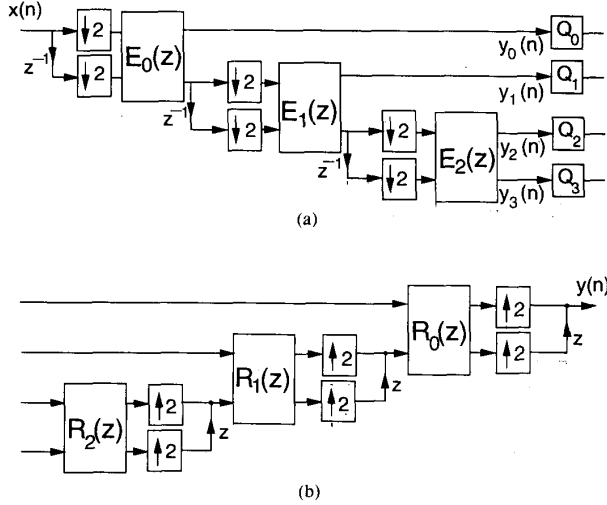 x(n)
↓2
E₀(z)
Q₀
y₀(n)
z⁻¹
↓2
↓2
E₁(z)
Q₁
y₁(n)
z⁻¹
↓2
↓2
E₂(z)
y₂(n)
Q₂
z⁻¹
↓2
y₃(n)
Q₃
(a)
R₀(z)
↑2
y(n)
↑2
z
R₁(z)
↑2
↑2
z
R₂(z)
↑2
↑2
z
(b)